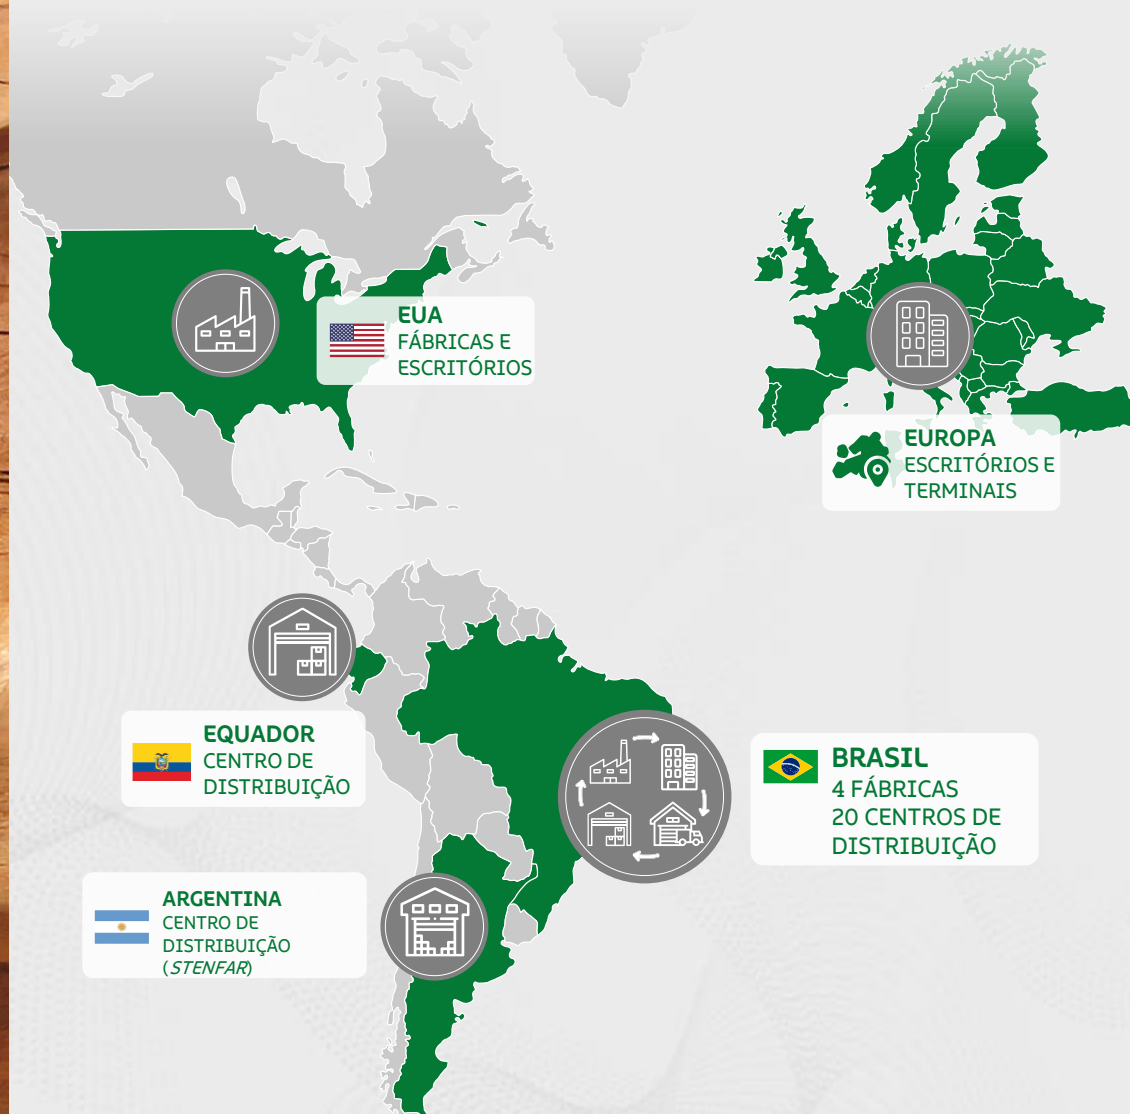 EUA
FÁBRICAS E
ESCRITÓRIOS
EUROPA
ESCRITÓRIOS E
TERMINAIS
EQUADOR
CENTRO DE
DISTRIBUIÇÃO
BRASIL
4 FÁBRICAS
20 CENTROS DE
DISTRIBUIÇÃO
ARGENTINA
CENTRO DE
DISTRIBUIÇÃO
(STENFAR)